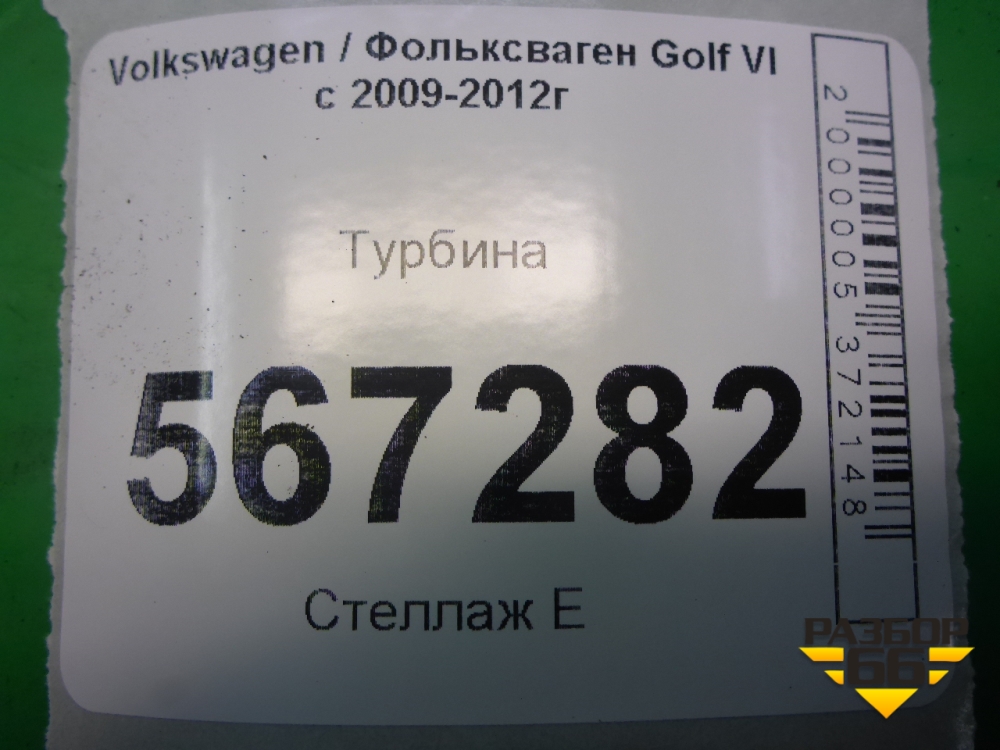 Volkswagen / Фольксваген Golf VI
с 2009-2012г
Турбина
567282
Стеллаж Е
2000005372148
РАЗБОР
66